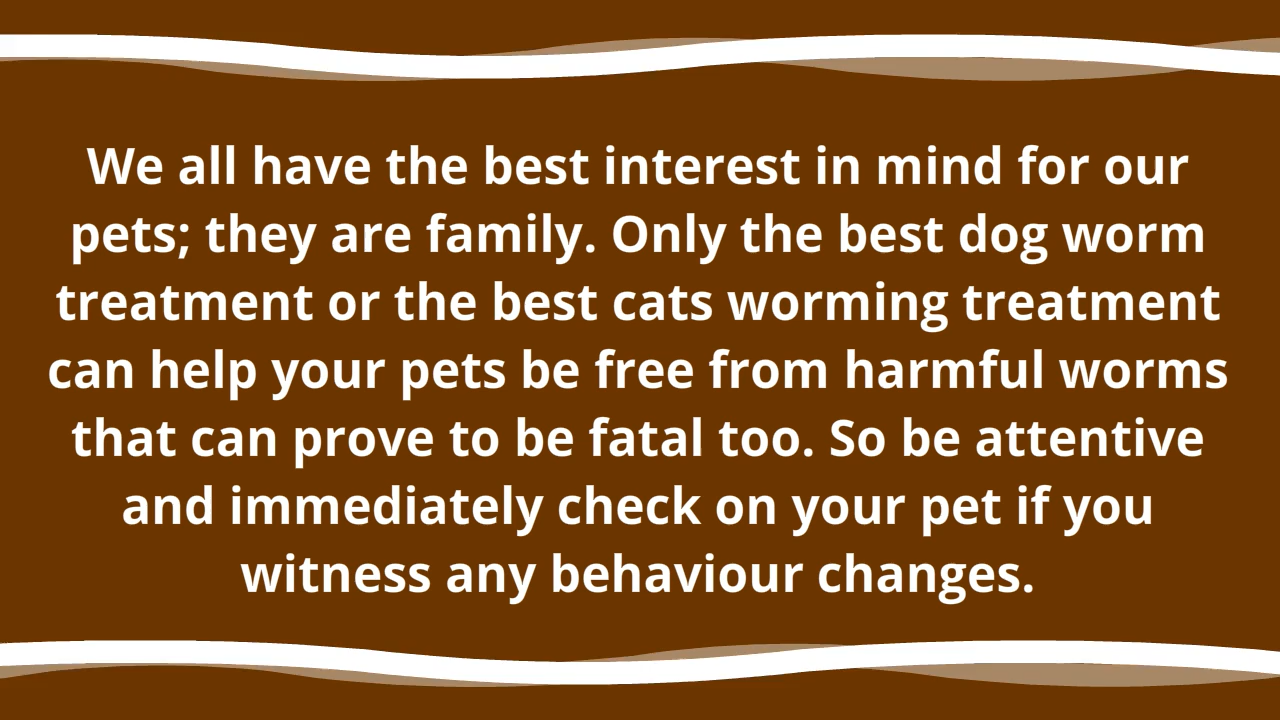 We all have the best interest in mind for our
pets; they are family. Only the best dog worm
treatment or the best cats worming treatment
can help your pets be free from harmful worms
that can prove to be fatal too. So be attentive
and immediately check on your pet if you
witness any behaviour changes.